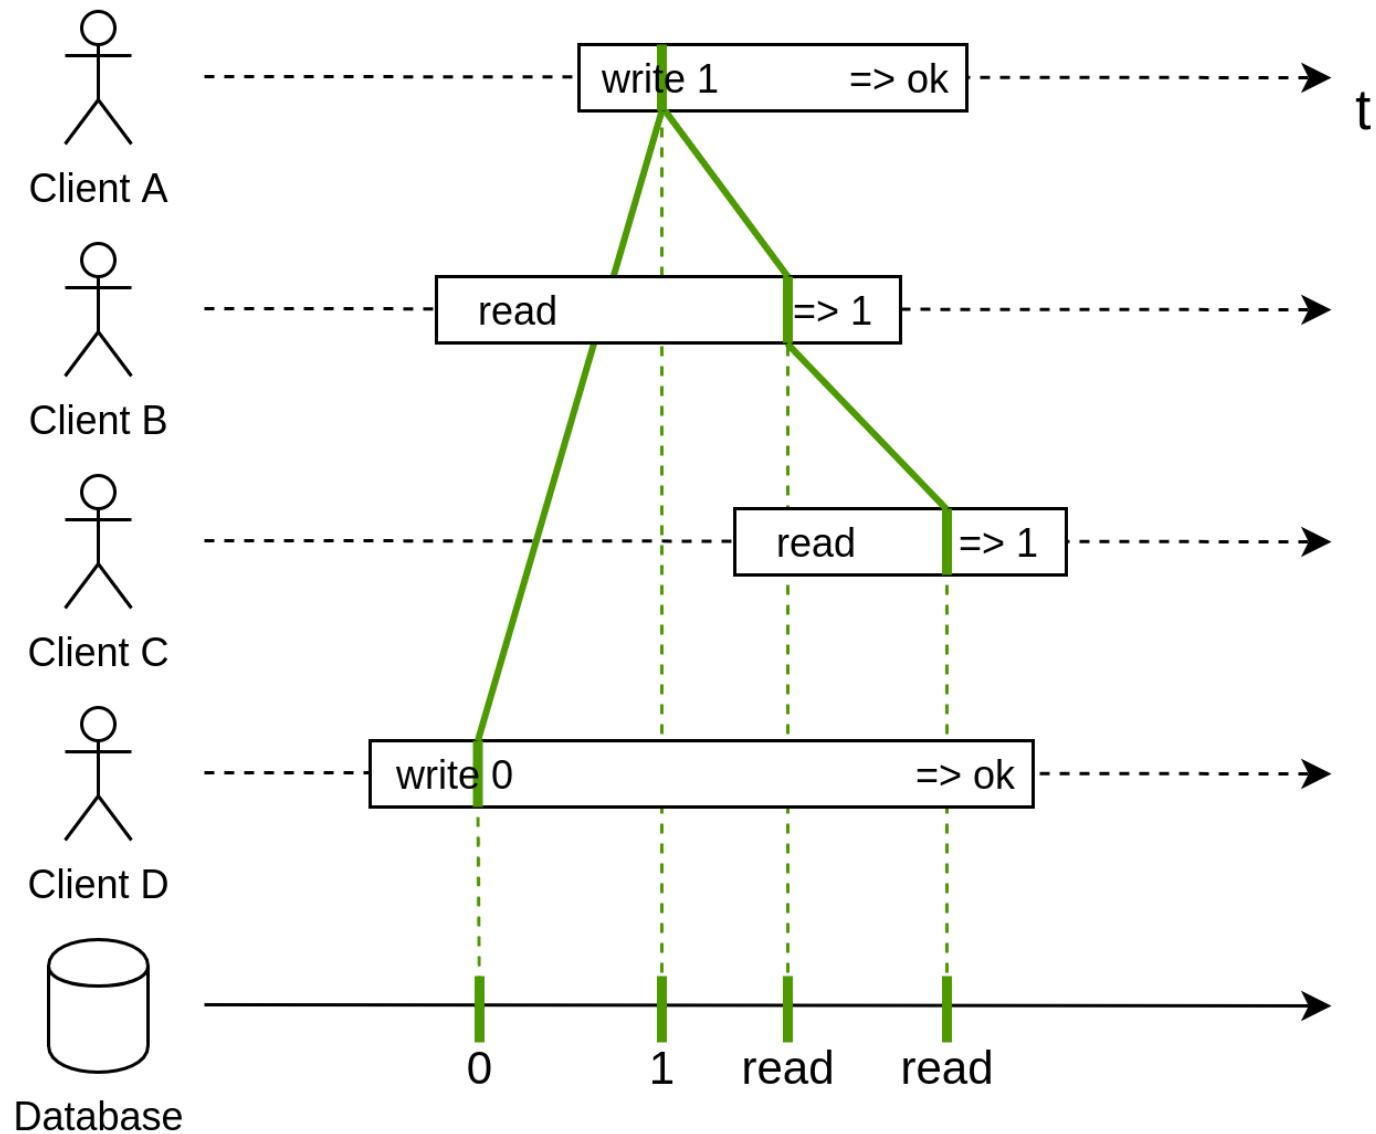 write 1 => ok
t
Client A
read => 1
Client B
read => 1
Client C
write 0 => ok
Client D
0 1 read read
Database